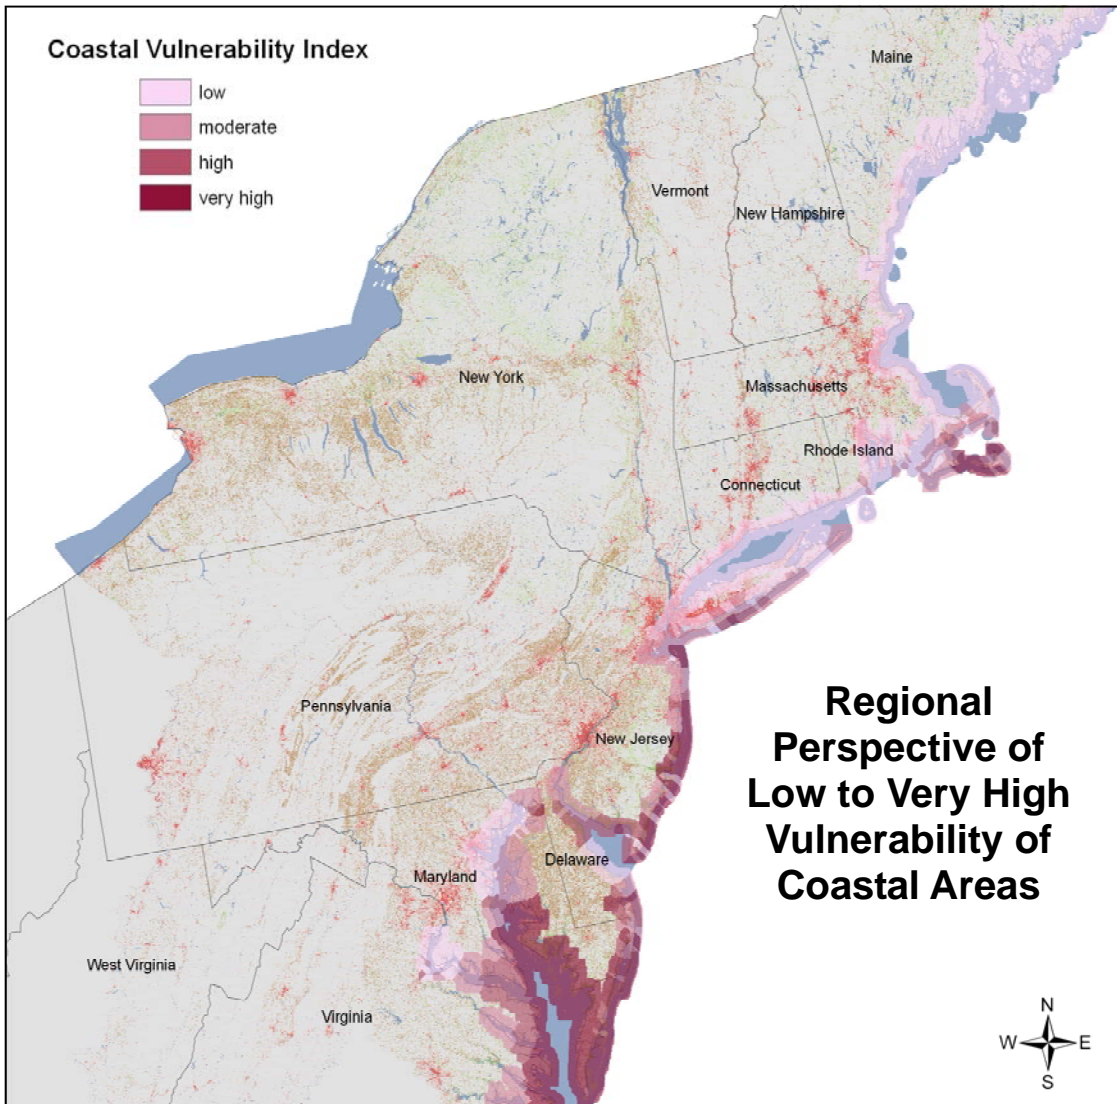 Coastal Vulnerability Index
low
moderate
high
very high
Maine
Vermont
New Hampshire
New York
Massachusetts
Rhode Island
Connecticut
Pennsylvania
New Jersey
Delaware
Maryland
West Virginia
Virginia
Regional
Perspective of
Low to Very High
Vulnerability of
Coastal Areas
N
W E
S